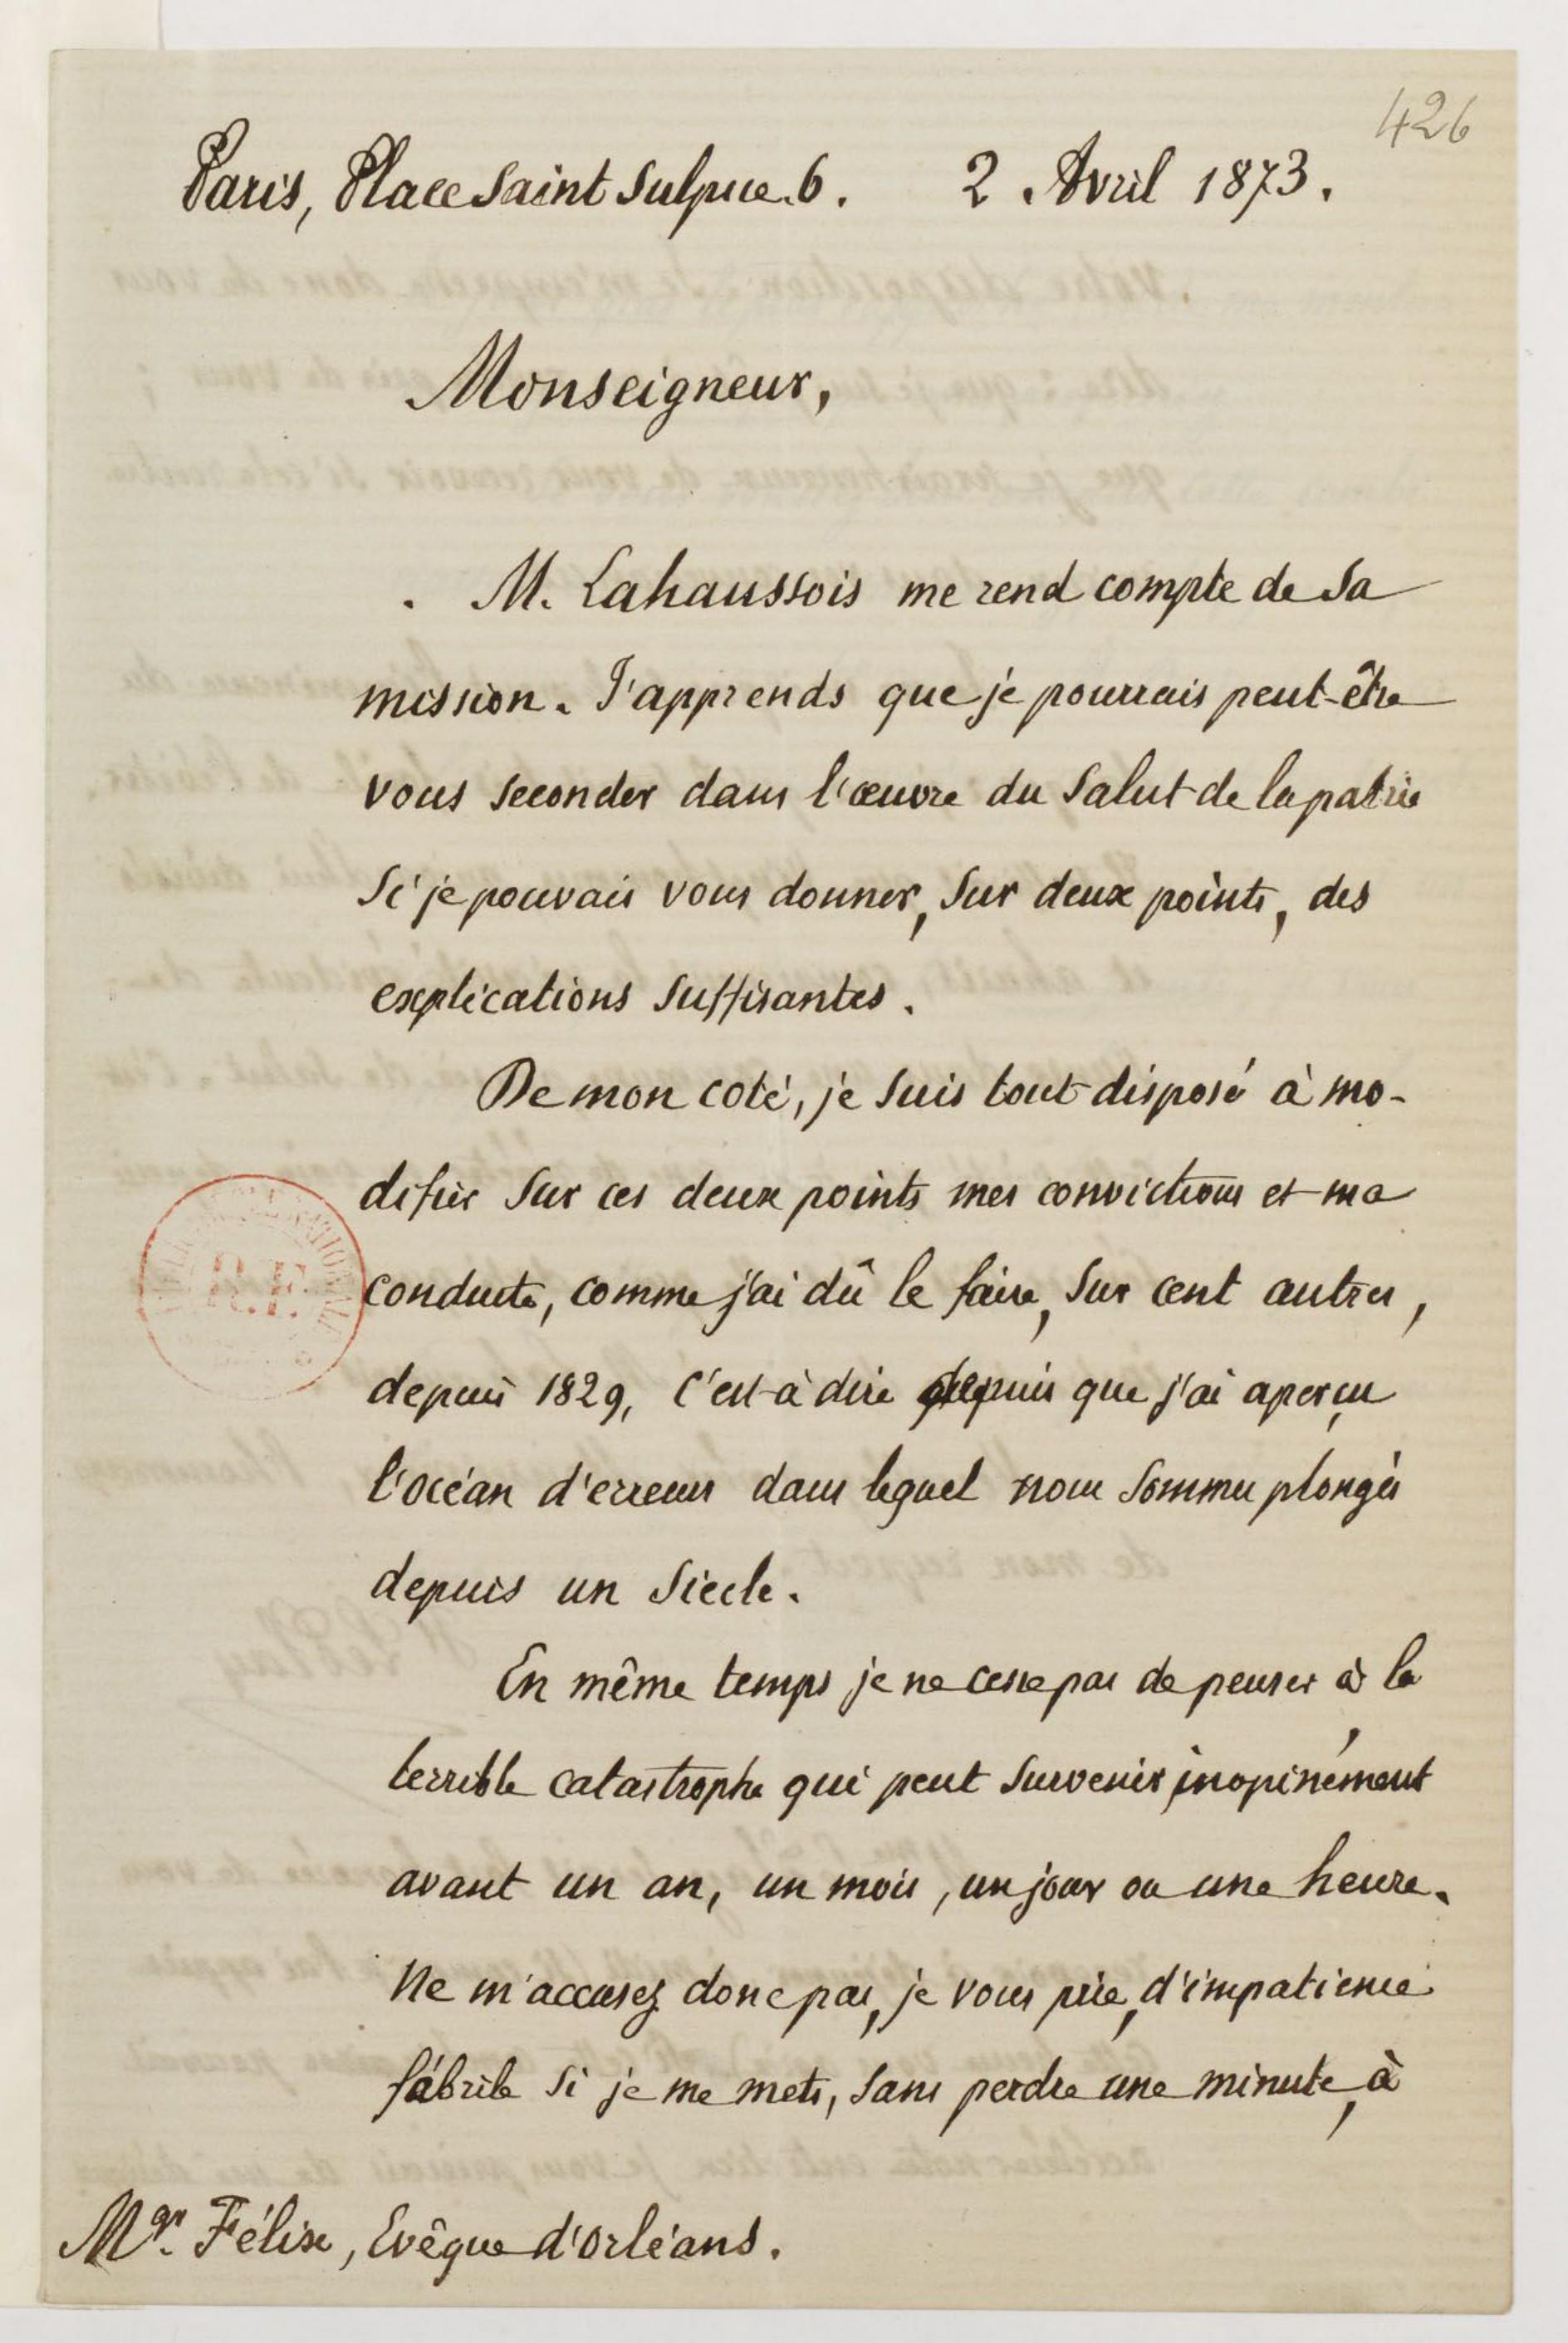 426
Paris, Place Saint Sulpice. 6. 2. Avril 1873.
Monseigneur,
M. Lahaussois me rend compte de sa
mission. J'apprends que je pourrais peut-être
vous seconder dans l'œuvre du salut de la patrie
si je pouvais vous donner, sur deux points, des
explications suffisantes.
De mon coté, je suis tout disposé à mo-
difier sur ces deux points mes convictions et ma
conduite, comme j'ai dû le faire, sur cent autres,
depuis 1829, c'est-à dire depuis que j'ai aperçu
l'océan d'erreurs dans lequel nous sommes plongés
depuis un siecle.
En même temps je ne cesse pas de penser à la
terrible catastrophe qui peut survenir, inopinément
avant un an, un mois, un jour ou une heure.
Ne m'accusez donc pas, je vous prie, d'impatience
fébrile si je me mets, sans perdre une minute, à
Mgr. Félix, Evêque d'Orléans.
R.F.